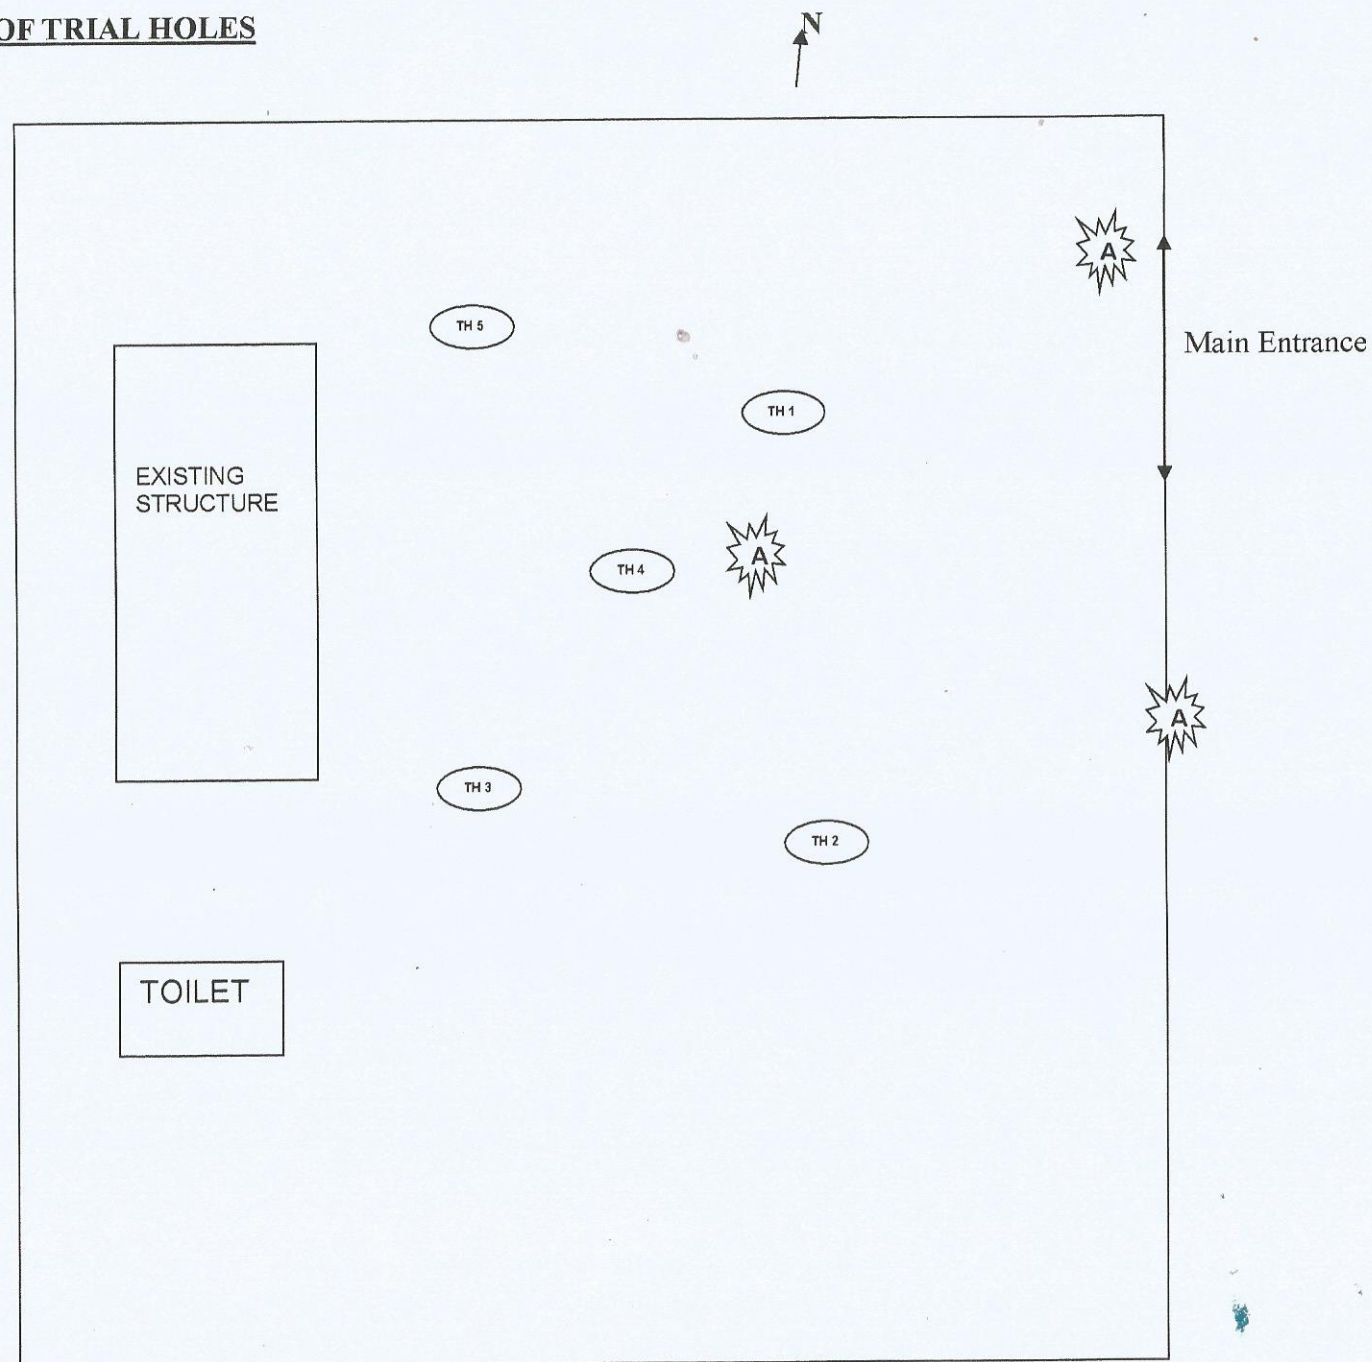 OF TRIAL HOLES
N
A
Main Entrance
TH 5
TH 1
EXISTING
STRUCTURE
A
TH 4
A
TH 3
TH 2
TOILET